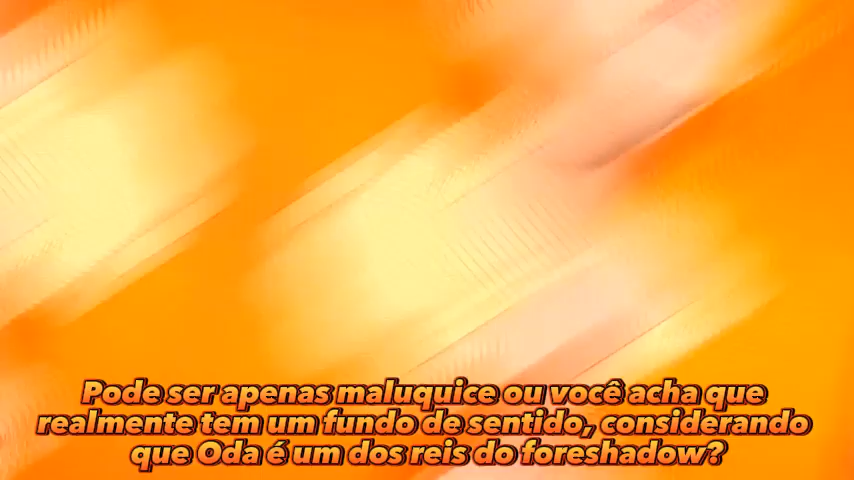 Pode ser apenas maluquice ou você acha que
realmente tem um fundo de sentido, considerando
que Oda é um dos reis do foreshadow?